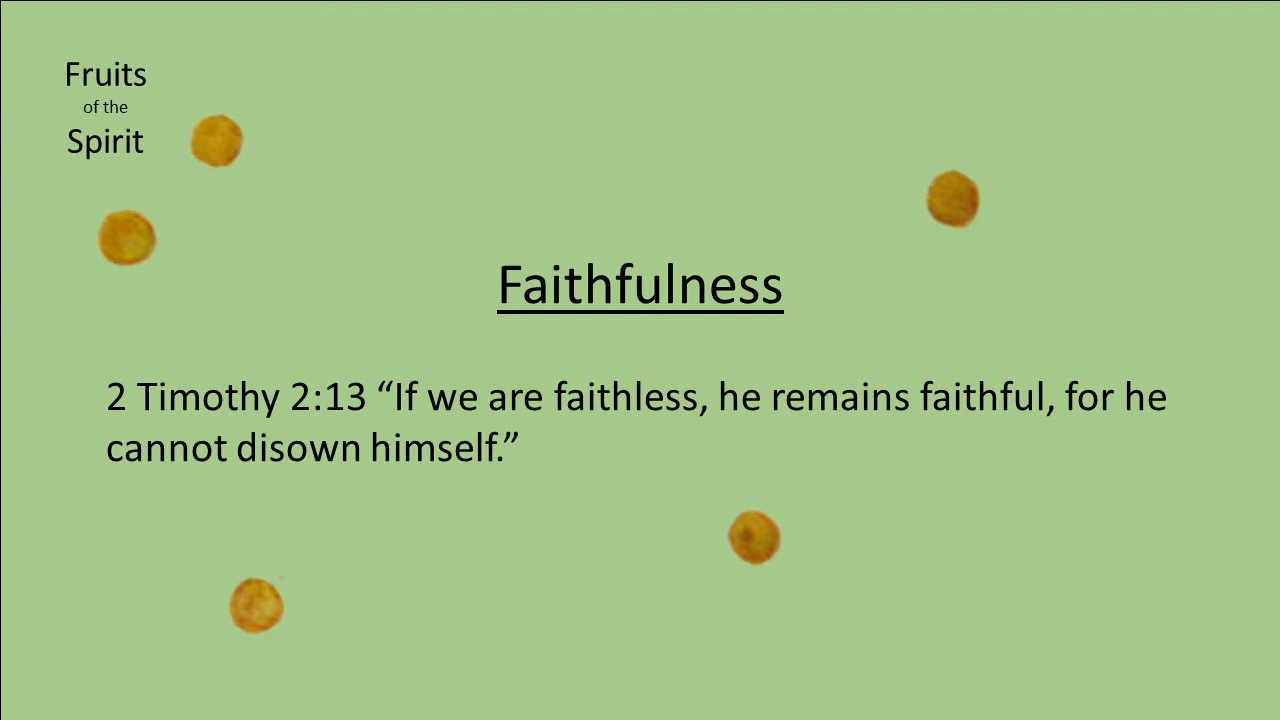 Fruits
of the
Spirit
Faithfulness
2 Timothy 2:13 “If we are faithless, he remains faithful, for he
cannot disown himself.”